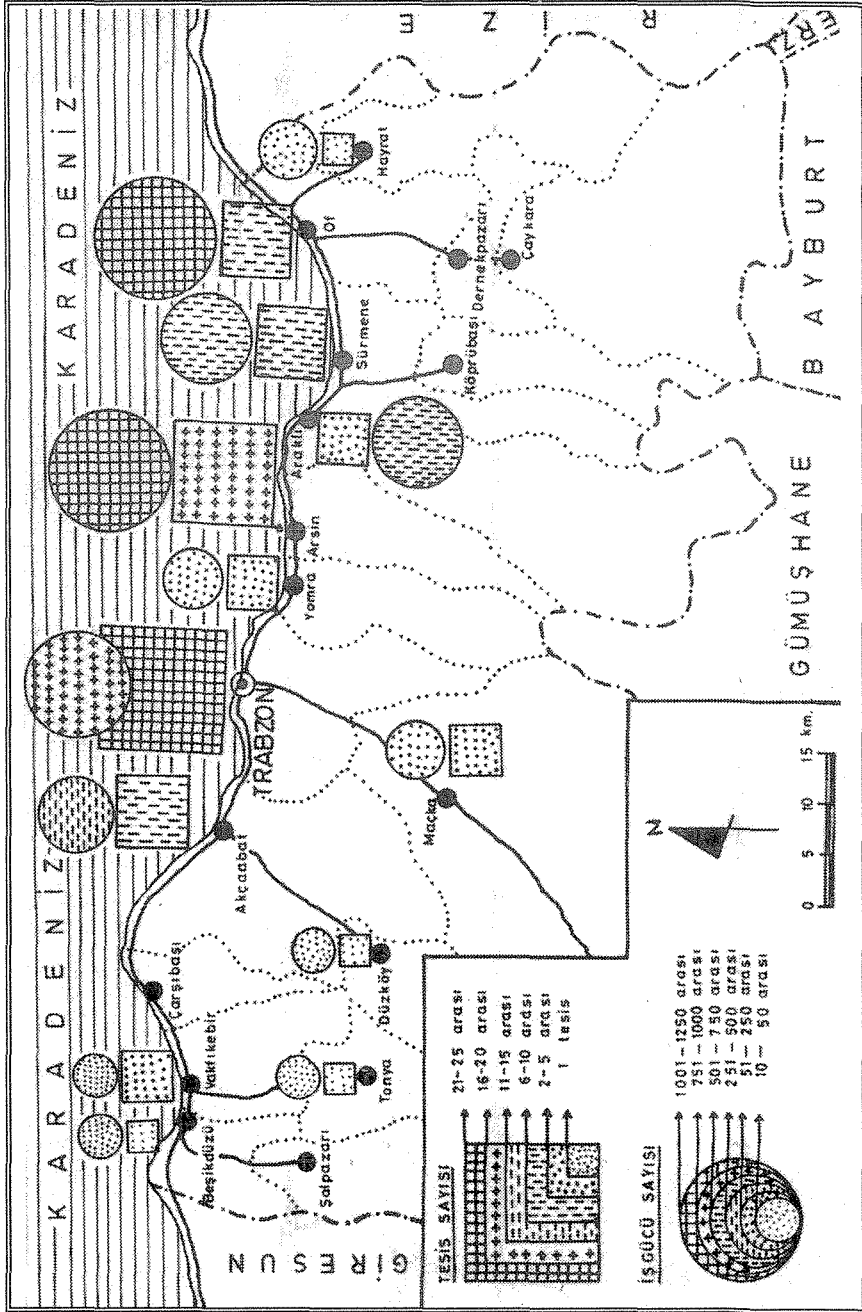 KARADENİZ
KARADENİZ
RİZE
ERZ
BAYBURT
GÜMÜŞHANE
GİRESUN
Hayrat
Of
Dernekpazarı
Çaykara
Sürmene
Köprübaşı
Araklı
Arsin
Yomra
TRABZON
Maçka
Akçaabat
Düzköy
Çarşıbaşı
Vakfıkebir
Tonya
Beşikdüzü
Şalpazarı
N
0 5 10 15 km.
TESİS SAYISI
21-25 arası
16-20 arası
11-15 arası
6-10 arası
2-5 arası
1 tesis
İŞGÜCÜ SAYISI
1001-1250 arası
751-1000 arası
501-750 arası
251-500 arası
51-250 arası
10-50 arası